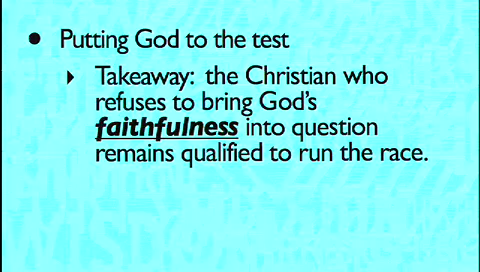 • Putting God to the test
‣ Takeaway: the Christian who
refuses to bring God's
faithfulness into question
remains qualified to run the race.
WISD